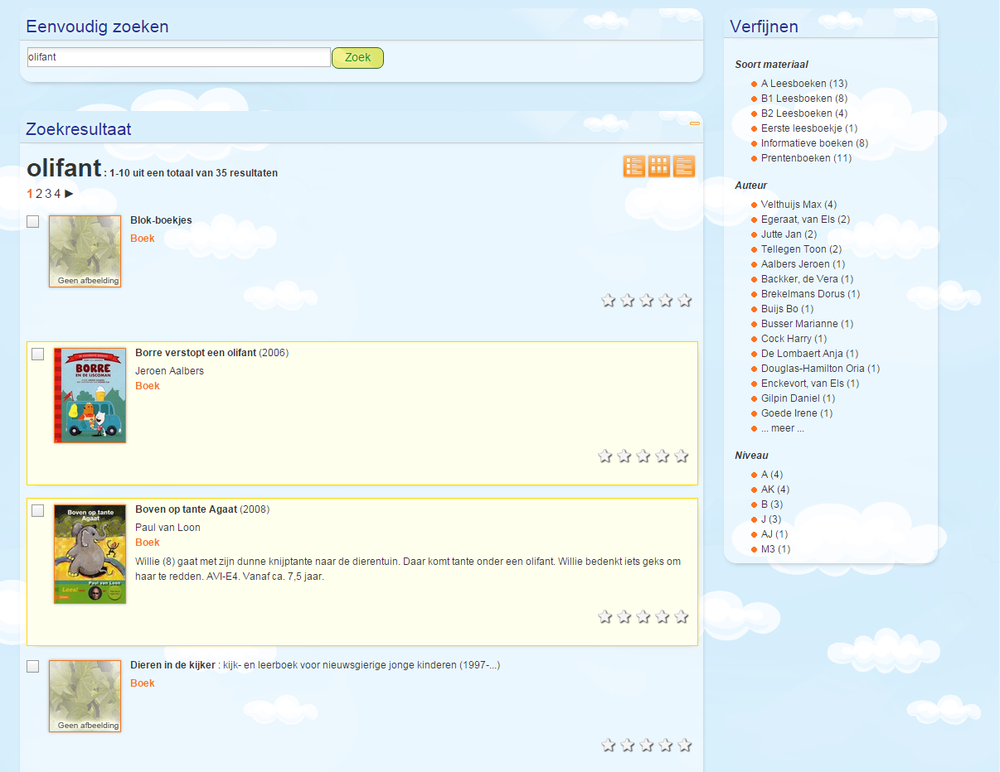 Eenvoudig zoeken
olifant
Zoek
Zoekresultaat
olifant : 1-10 uit een totaal van 35 resultaten
1 2 3 4
Blok-boekjes
Boek
Geen afbeelding
BORRE
EN DE IJSCOMAN
Borre verstopt een olifant (2006)
Jeroen Aalbers
Boek
Boven op tante
Agaat
Paul van Loon
Lees!
Boven op tante Agaat (2008)
Paul van Loon
Boek
Willie (8) gaat met zijn dunne knijptante naar de dierentuin. Daar komt tante onder een olifant. Willie bedenkt iets geks om
haar te redden. AVI-E4. Vanaf ca. 7,5 jaar.
Dieren in de kijker : kijk- en leerboek voor nieuwsgierige jonge kinderen (1997-...)
Boek
Geen afbeelding
Verfijnen
Soort materiaal
A Leesboeken (13)
B1 Leesboeken (8)
B2 Leesboeken (4)
Eerste leesboekje (1)
Informatieve boeken (8)
Prentenboeken (11)
Auteur
Velthuijs Max (4)
Egeraat, van Els (2)
Jutte Jan (2)
Tellegen Toon (2)
Aalbers Jeroen (1)
Backker, de Vera (1)
Brekelmans Dorus (1)
Buijs Bo (1)
Busser Marianne (1)
Cock Harry (1)
De Lombaert Anja (1)
Douglas-Hamilton Oria (1)
Enckevort, van Els (1)
Gilpin Daniel (1)
Goede Irene (1)
... meer ...
Niveau
A (4)
AK (4)
B (3)
J (3)
AJ (1)
M3 (1)